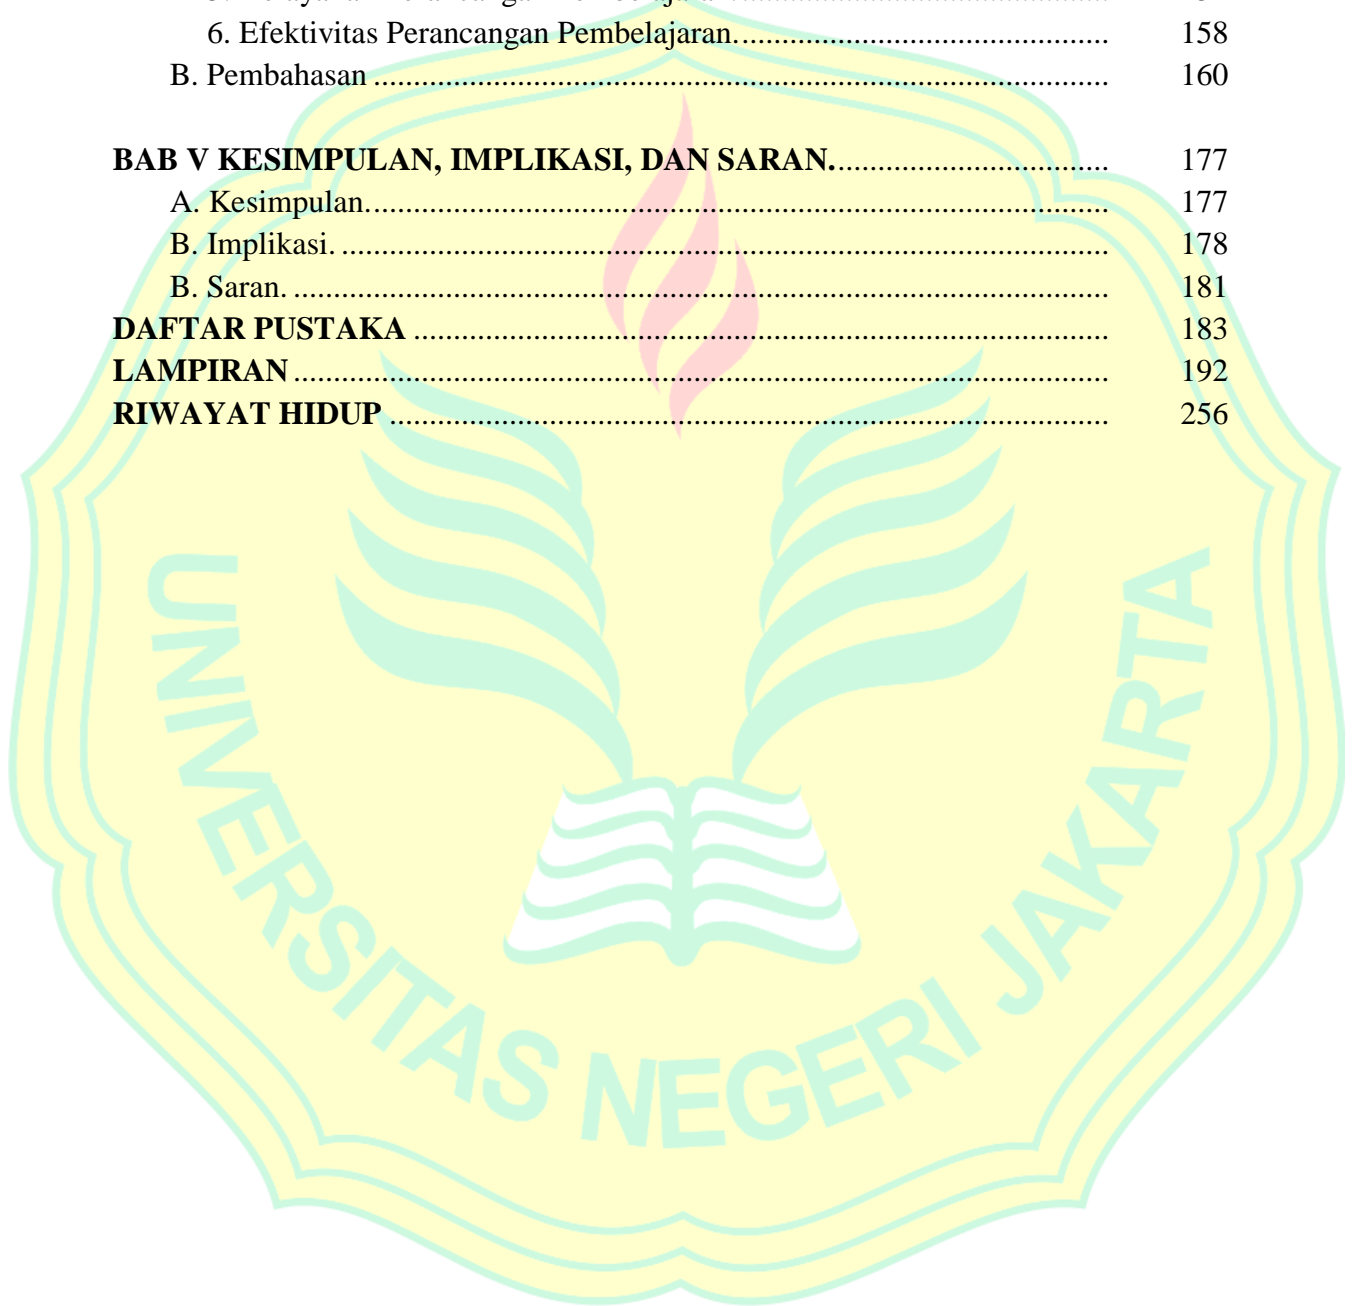 6. Efektivitas Perancangan Pembelajaran. 158
B. Pembahasan 160
BAB V KESIMPULAN, IMPLIKASI, DAN SARAN. 177
A. Kesimpulan. 177
B. Implikasi. 178
B. Saran. 181
DAFTAR PUSTAKA 183
LAMPIRAN 192
RIWAYAT HIDUP 256
UNIVERSITAS NEGERI JAKARTA